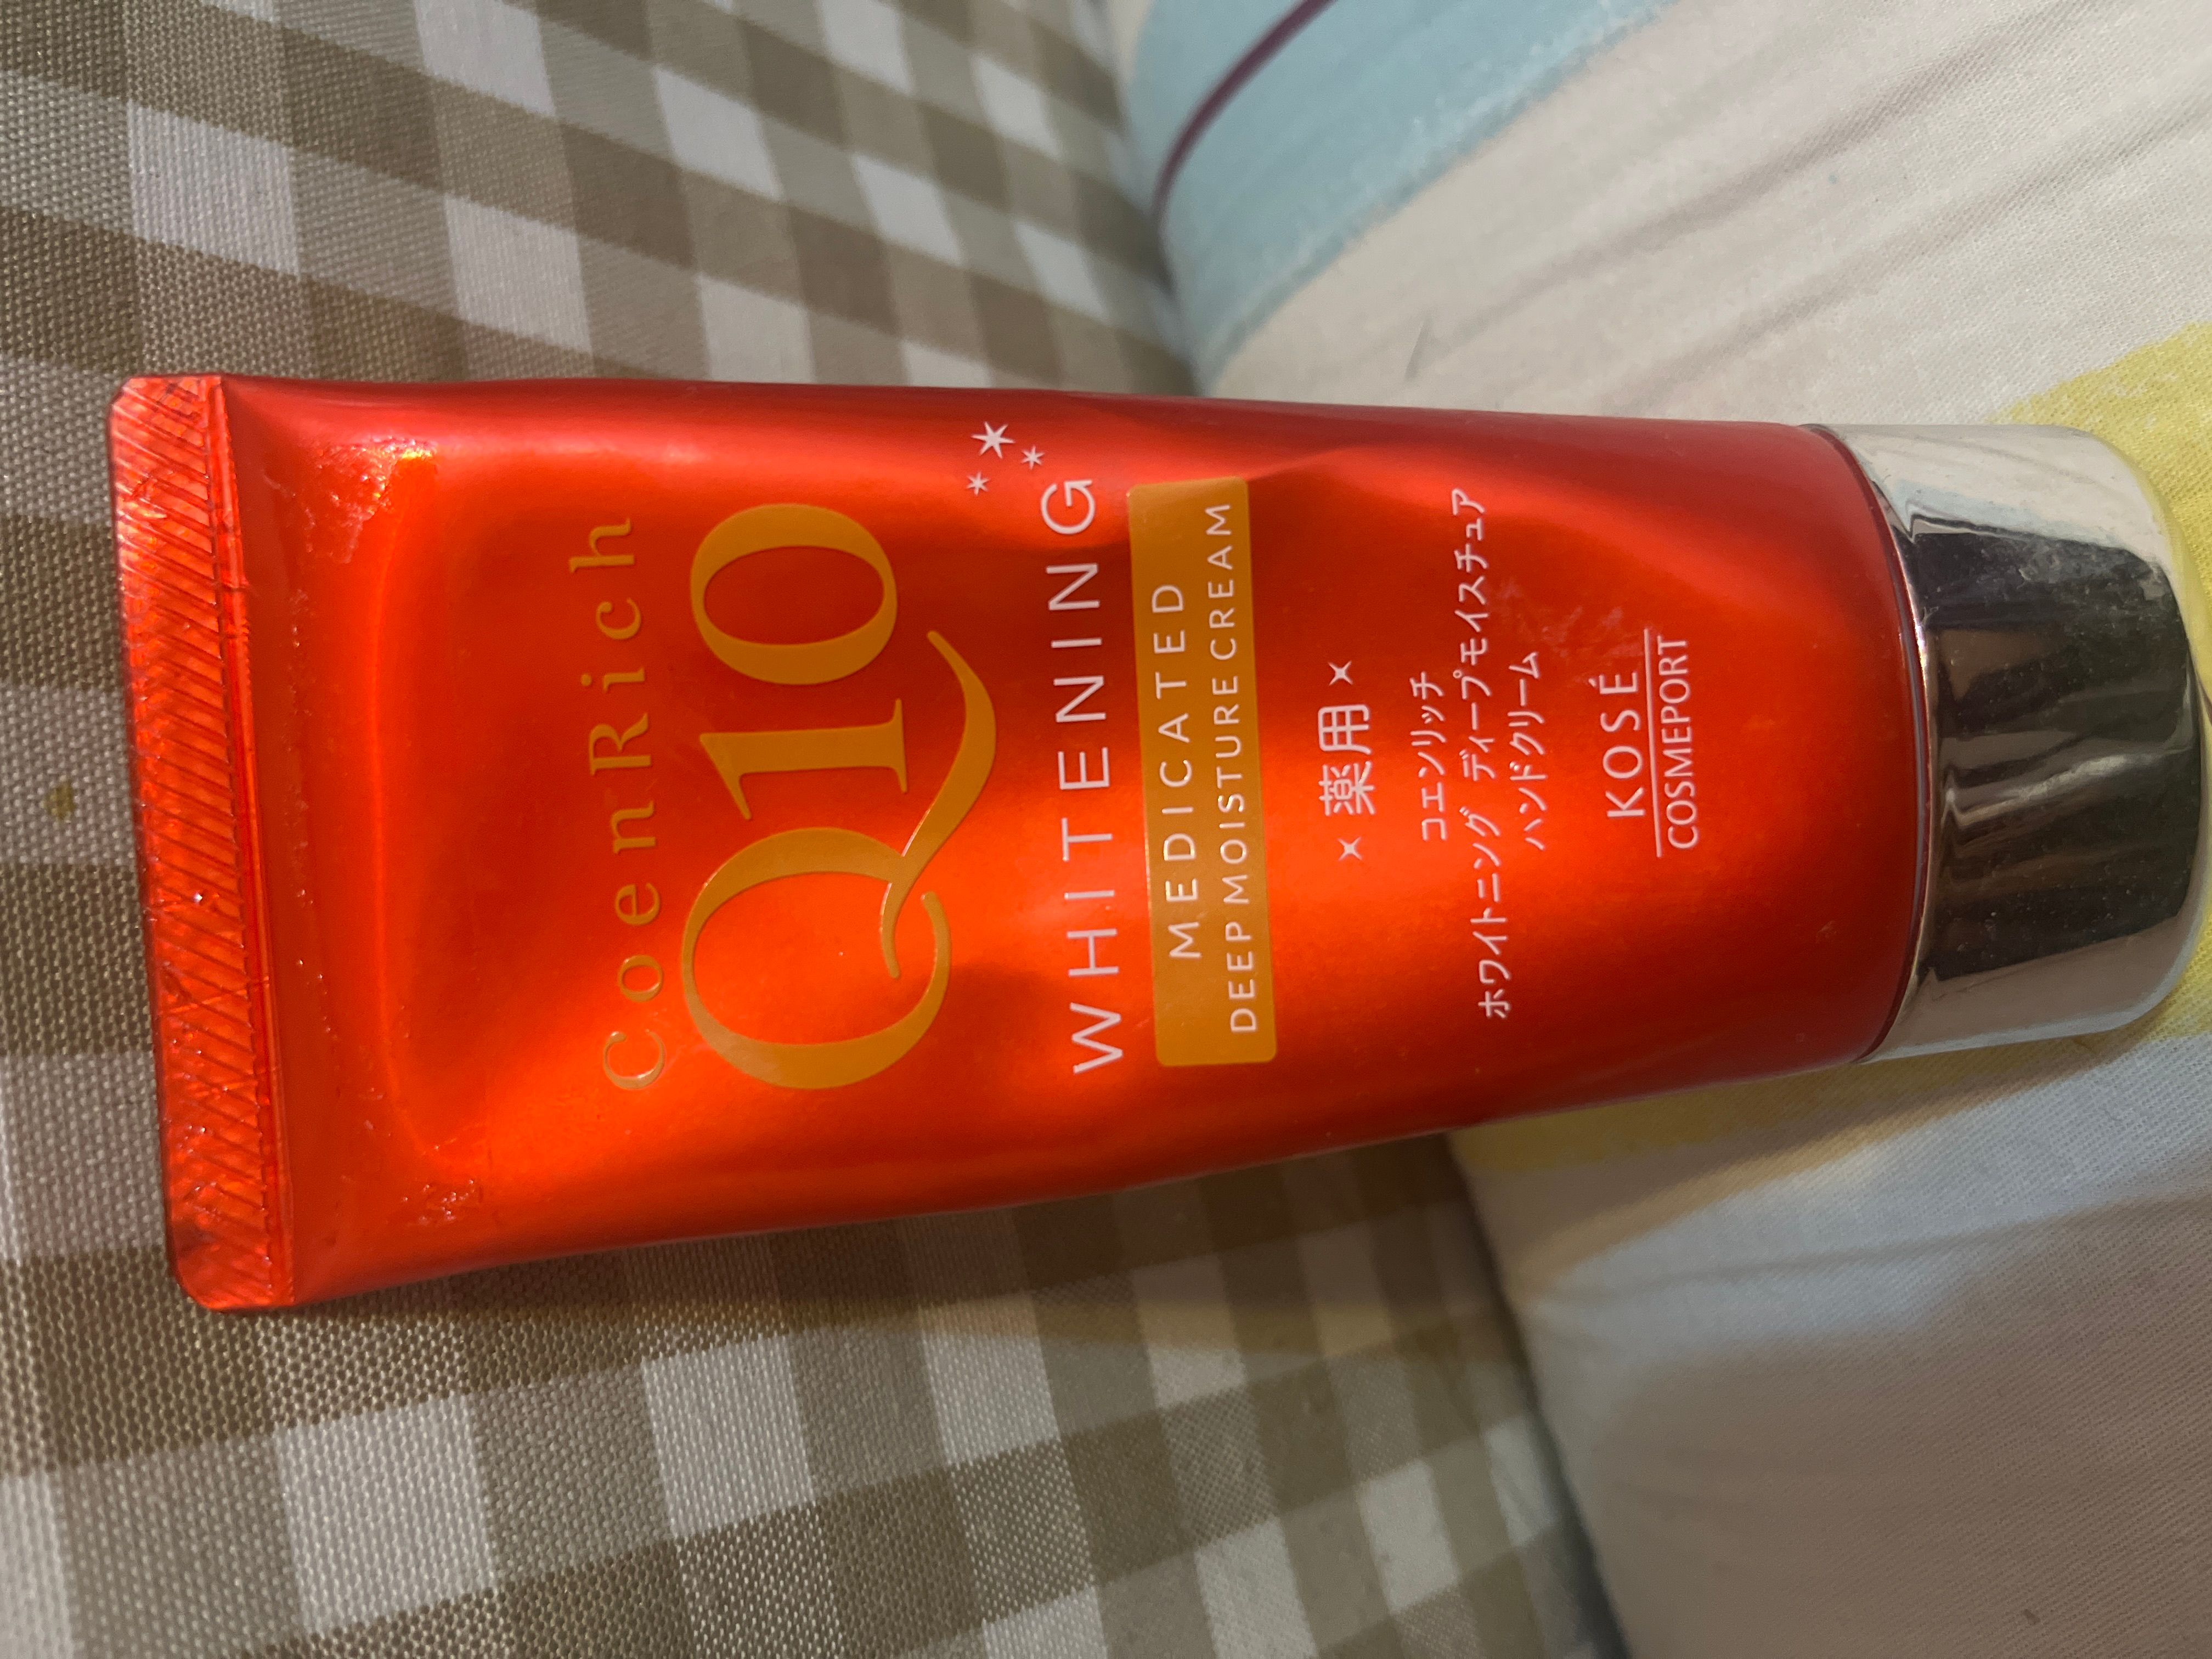 CoenRich
Q10
WHITENING
MEDICATED
DEEP MOISTURE CREAM
薬用
コエンリッチ
ホワイトニング ディープモイスチュア
ハンドクリーム
KOSÉ
COSMEPORT